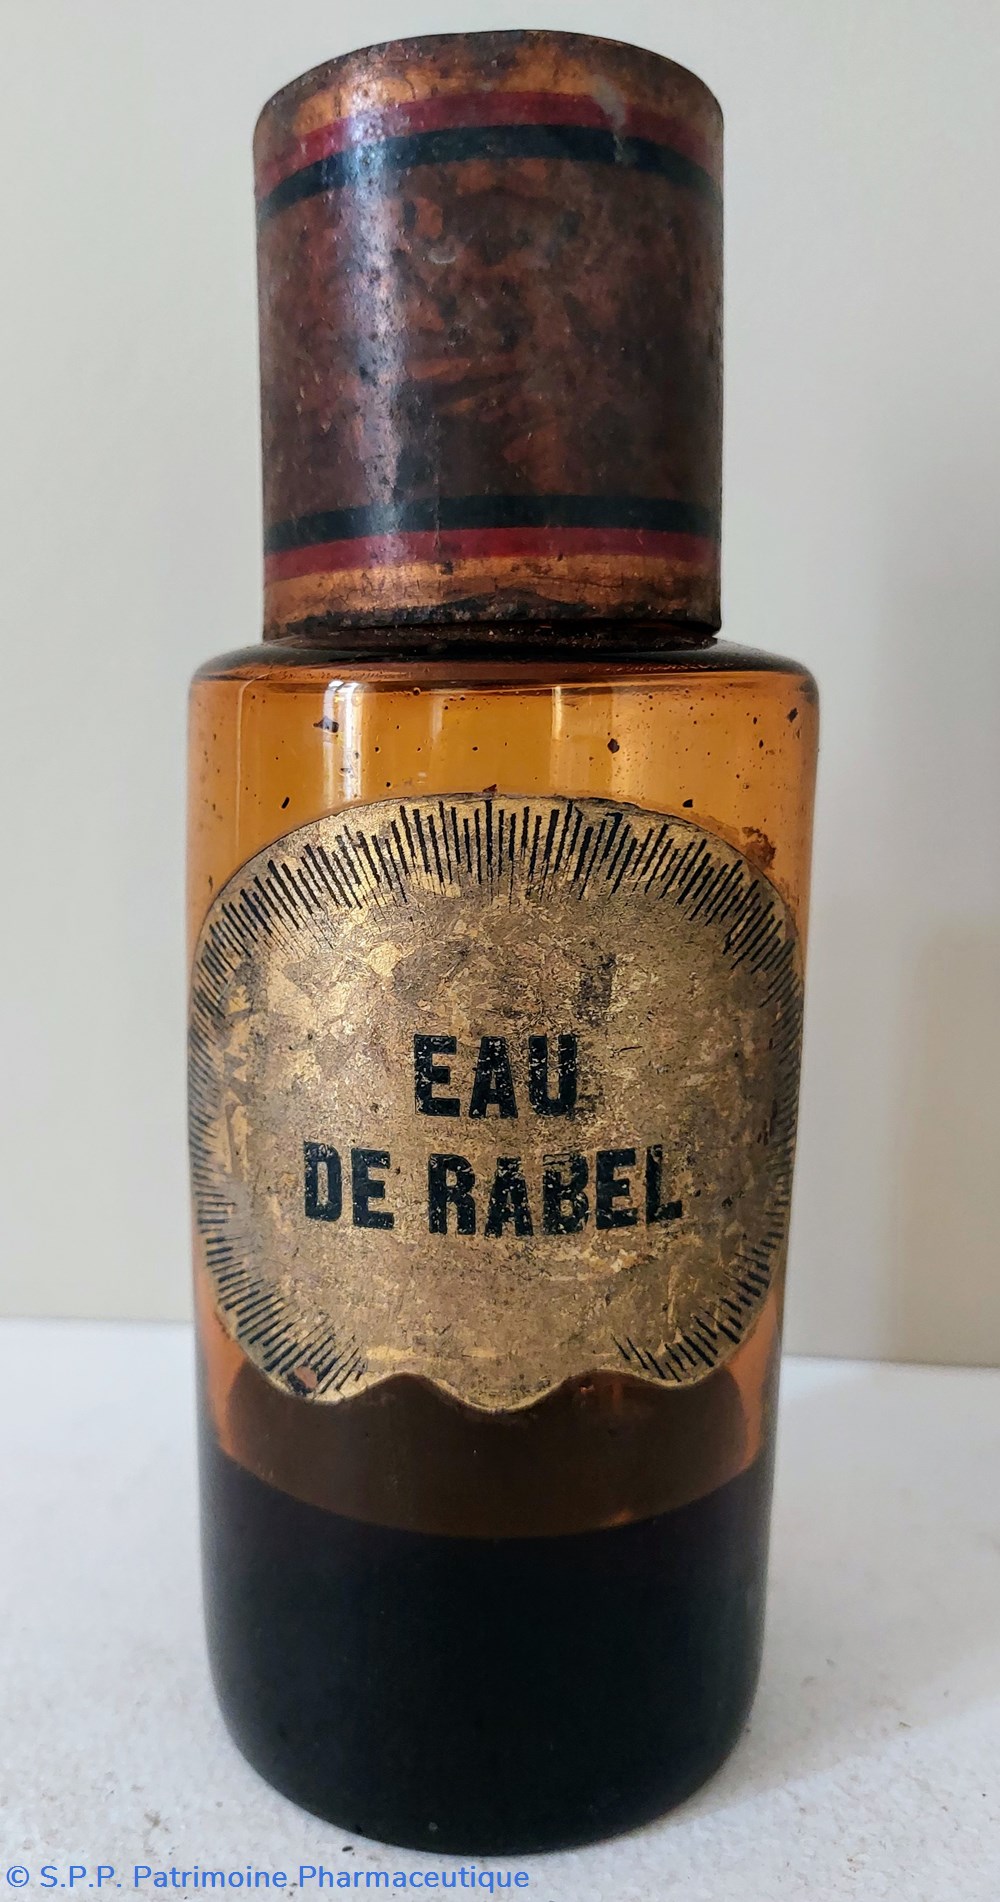 EAU
DE RABEL
© S.P.P. Patrimoine Pharmaceutique